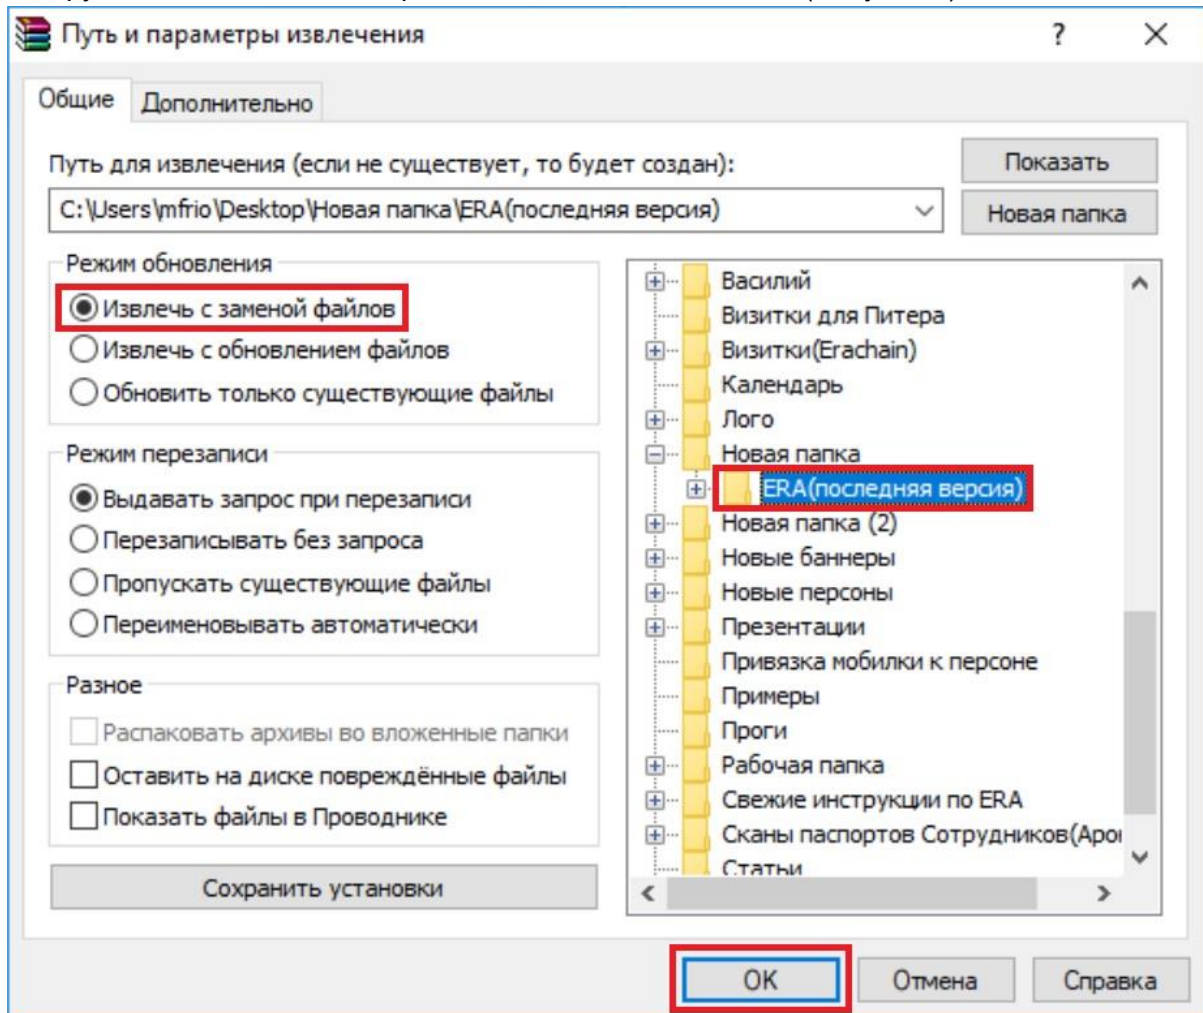 Путь и параметры извлечения
?
Общие
Дополнительно
Путь для извлечения (если не существует, то будет создан):
Показать
C:\Users\mfrio\Desktop\Новая папка\ERA(последняя версия)
Новая папка
Режим обновления
Извлечь с заменой файлов
Извлечь с обновлением файлов
Обновить только существующие файлы
Режим перезаписи
Выдавать запрос при перезаписи
Перезаписывать без запроса
Пропускать существующие файлы
Переименовывать автоматически
Разное
Распаковать архивы во вложенные папки
Оставить на диске повреждённые файлы
Показать файлы в Проводнике
Сохранить установки
Василий
Визитки для Питера
Визитки(Erachain)
Календарь
Лого
Новая папка
ERA(последняя версия)
Новая папка (2)
Новые баннеры
Новые персоны
Презентации
Привязка мобилки к персоне
Примеры
Проги
Рабочая папка
Свежие инструкции по ERA
Сканы паспортов Сотрудников(Арон
Статьи
OK
Отмена
Справка